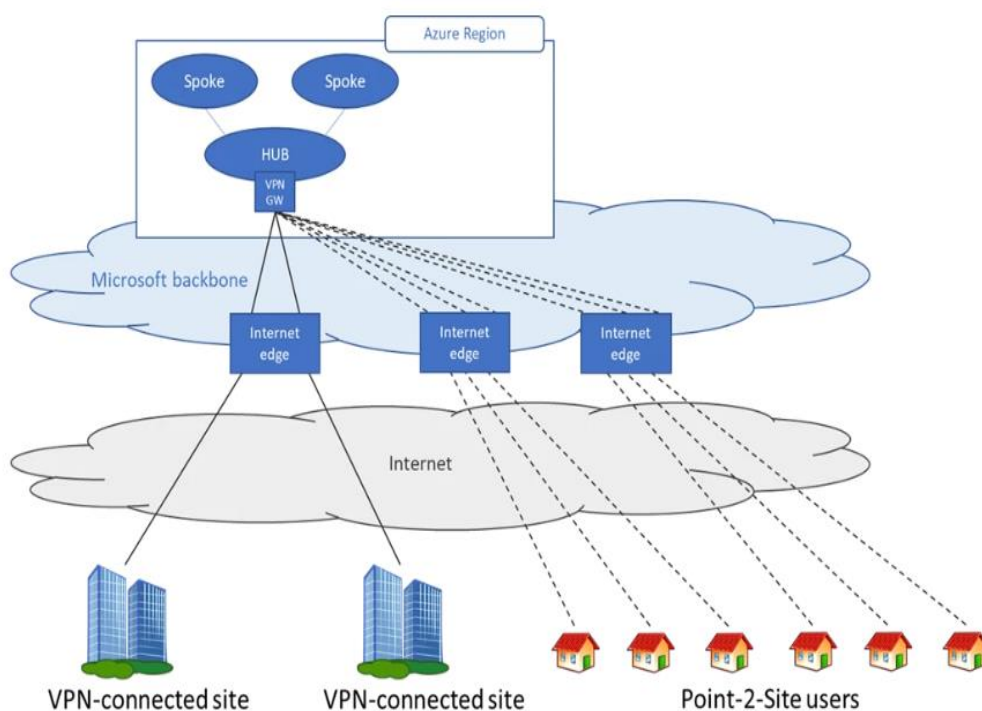 Azure Region
Spoke
Spoke
HUB
VPN
GW
Microsoft backbone
Internet
edge
Internet
edge
Internet
edge
Internet
VPN-connected site
VPN-connected site
Point-2-Site users